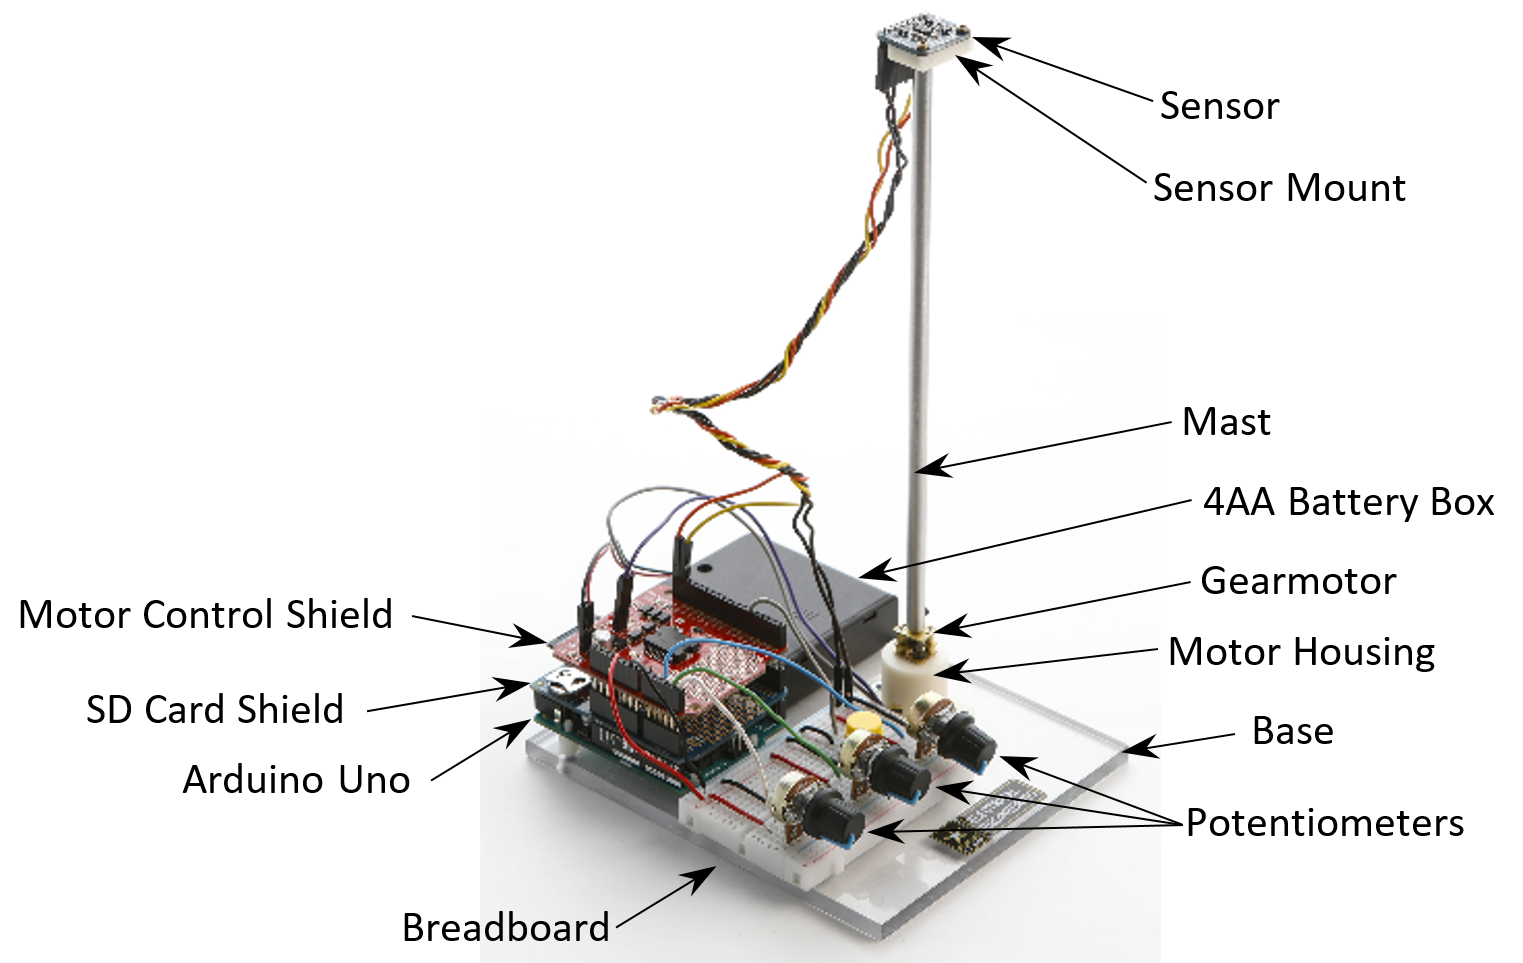 Sensor
Sensor Mount
Mast
4AA Battery Box
Gearmotor
Motor Control Shield
Motor Housing
SD Card Shield
Base
Arduino Uno
Potentiometers
Breadboard